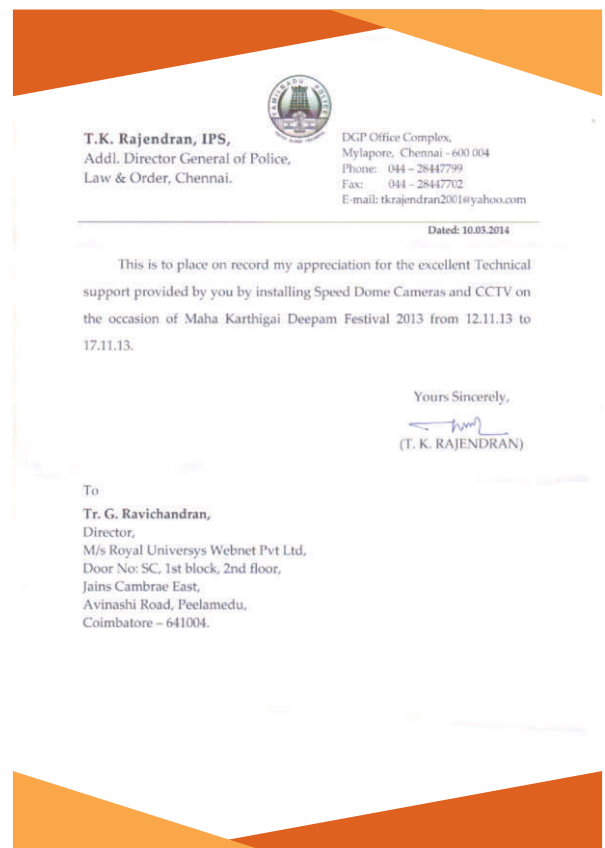 TAMILNADU POLICE
T.K. Rajendran, IPS,
Addl. Director General of Police,
Law & Order, Chennai.
DGP Office Complex,
Mylapore, Chennai - 600 004
Phone: 044 – 28447799
Fax: 044 – 28447702
E-mail: tkrajendran2001@yahoo.com
Dated: 10.03.2014
This is to place on record my appreciation for the excellent Technical
support provided by you by installing Speed Dome Cameras and CCTV on
the occasion of Maha Karthigai Deepam Festival 2013 from 12.11.13 to
17.11.13.
Yours Sincerely,
(T. K. RAJENDRAN)
To
Tr. G. Ravichandran,
Director,
M/s Royal Universys Webnet Pvt Ltd,
Door No: SC, 1st block, 2nd floor,
Jains Cambrae East,
Avinashi Road, Peelamedu,
Coimbatore – 641004.